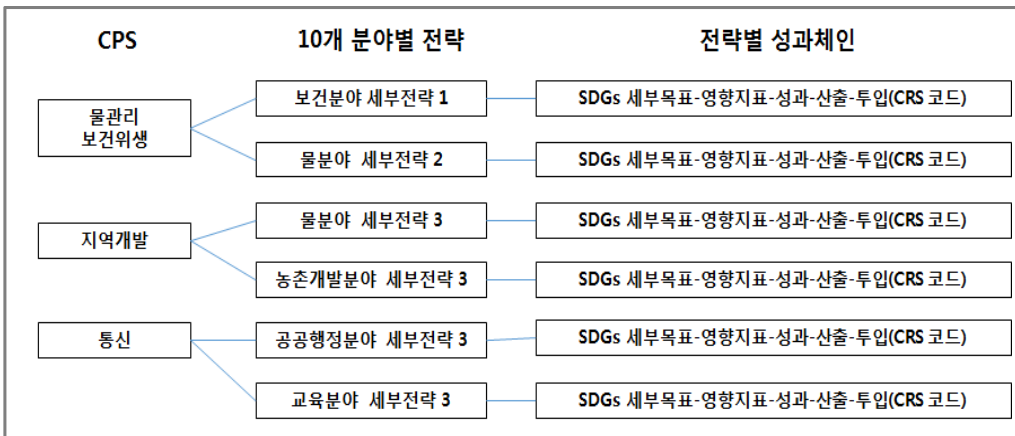 CPS 10개 분야별 전략 전략별 성과체인
물관리
보건위생
보건분야 세부전략 1 SDGs 세부목표-영향지표-성과-산출-투입(CRS 코드)
물분야 세부전략 2 SDGs 세부목표-영향지표-성과-산출-투입(CRS 코드)
지역개발
물분야 세부전략 3 SDGs 세부목표-영향지표-성과-산출-투입(CRS 코드)
농촌개발분야 세부전략 3 SDGs 세부목표-영향지표-성과-산출-투입(CRS 코드)
통신
공공행정분야 세부전략 3 SDGs 세부목표-영향지표-성과-산출-투입(CRS 코드)
교육분야 세부전략 3 SDGs 세부목표-영향지표-성과-산출-투입(CRS 코드)